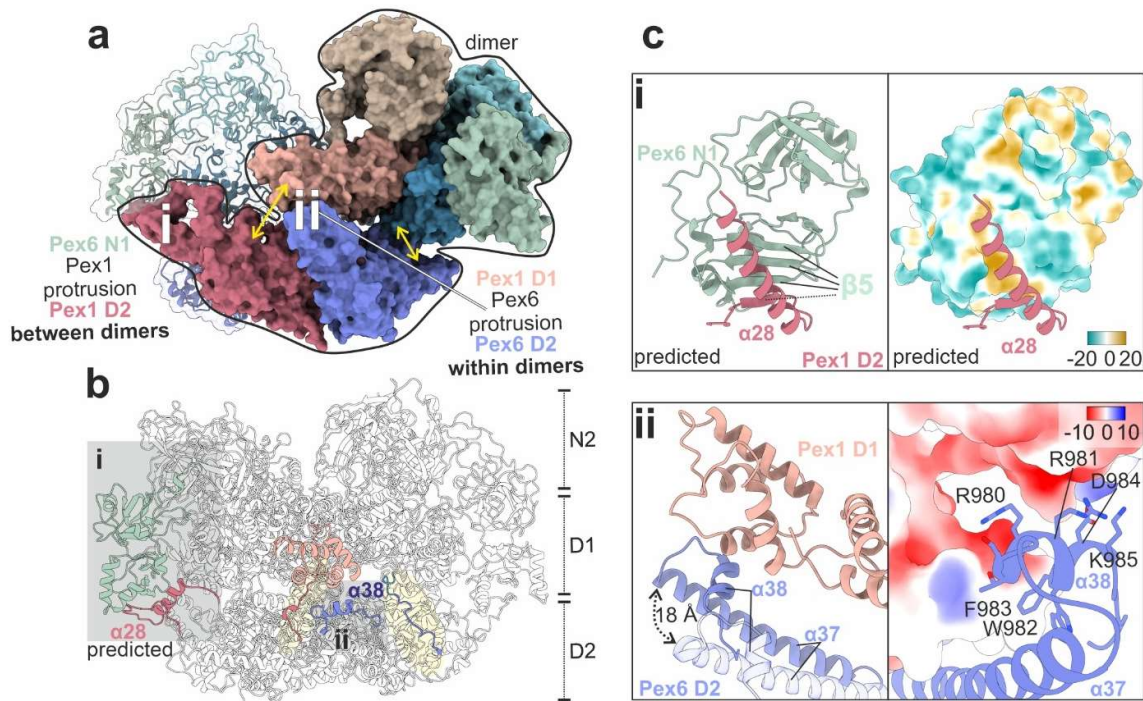 a
dimer
i
ii
Pex6 N1
Pex1
protrusion
Pex1 D2
between dimers
Pex1 D1
Pex6
protrusion
Pex6 D2
within dimers
b
i
N2
D1
D2
α28
predicted
α38
ii
c
i
Pex6 N1
β5
α28
predicted
Pex1 D2
α28
predicted
-20 0 20
ii
Pex1 D1
α38
18 Å
α37
Pex6 D2
-10 0 10
R981
D984
R980
K985
α38
F983
W982
α37